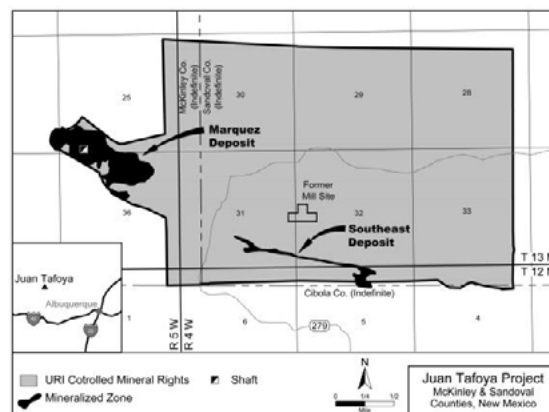 25
McKinley Co.
(Indefinite)
Sandoval Co.
(Indefinite)
30
29
28
Marquez
Deposit
36
Former
Mill Site
31
32
33
Southeast
Deposit
T 13 N
T 12 N
Cibola Co. (Indefinite)
Juan Tafoya
Albuquerque
1
R 5 W
R 4 W
6
279
5
4
URI Cotrolled Mineral Rights
Shaft
Mineralized Zone
N
1/4
1/2
Mile
Juan Tafoya Project
McKinley & Sandoval
Counties, New Mexico